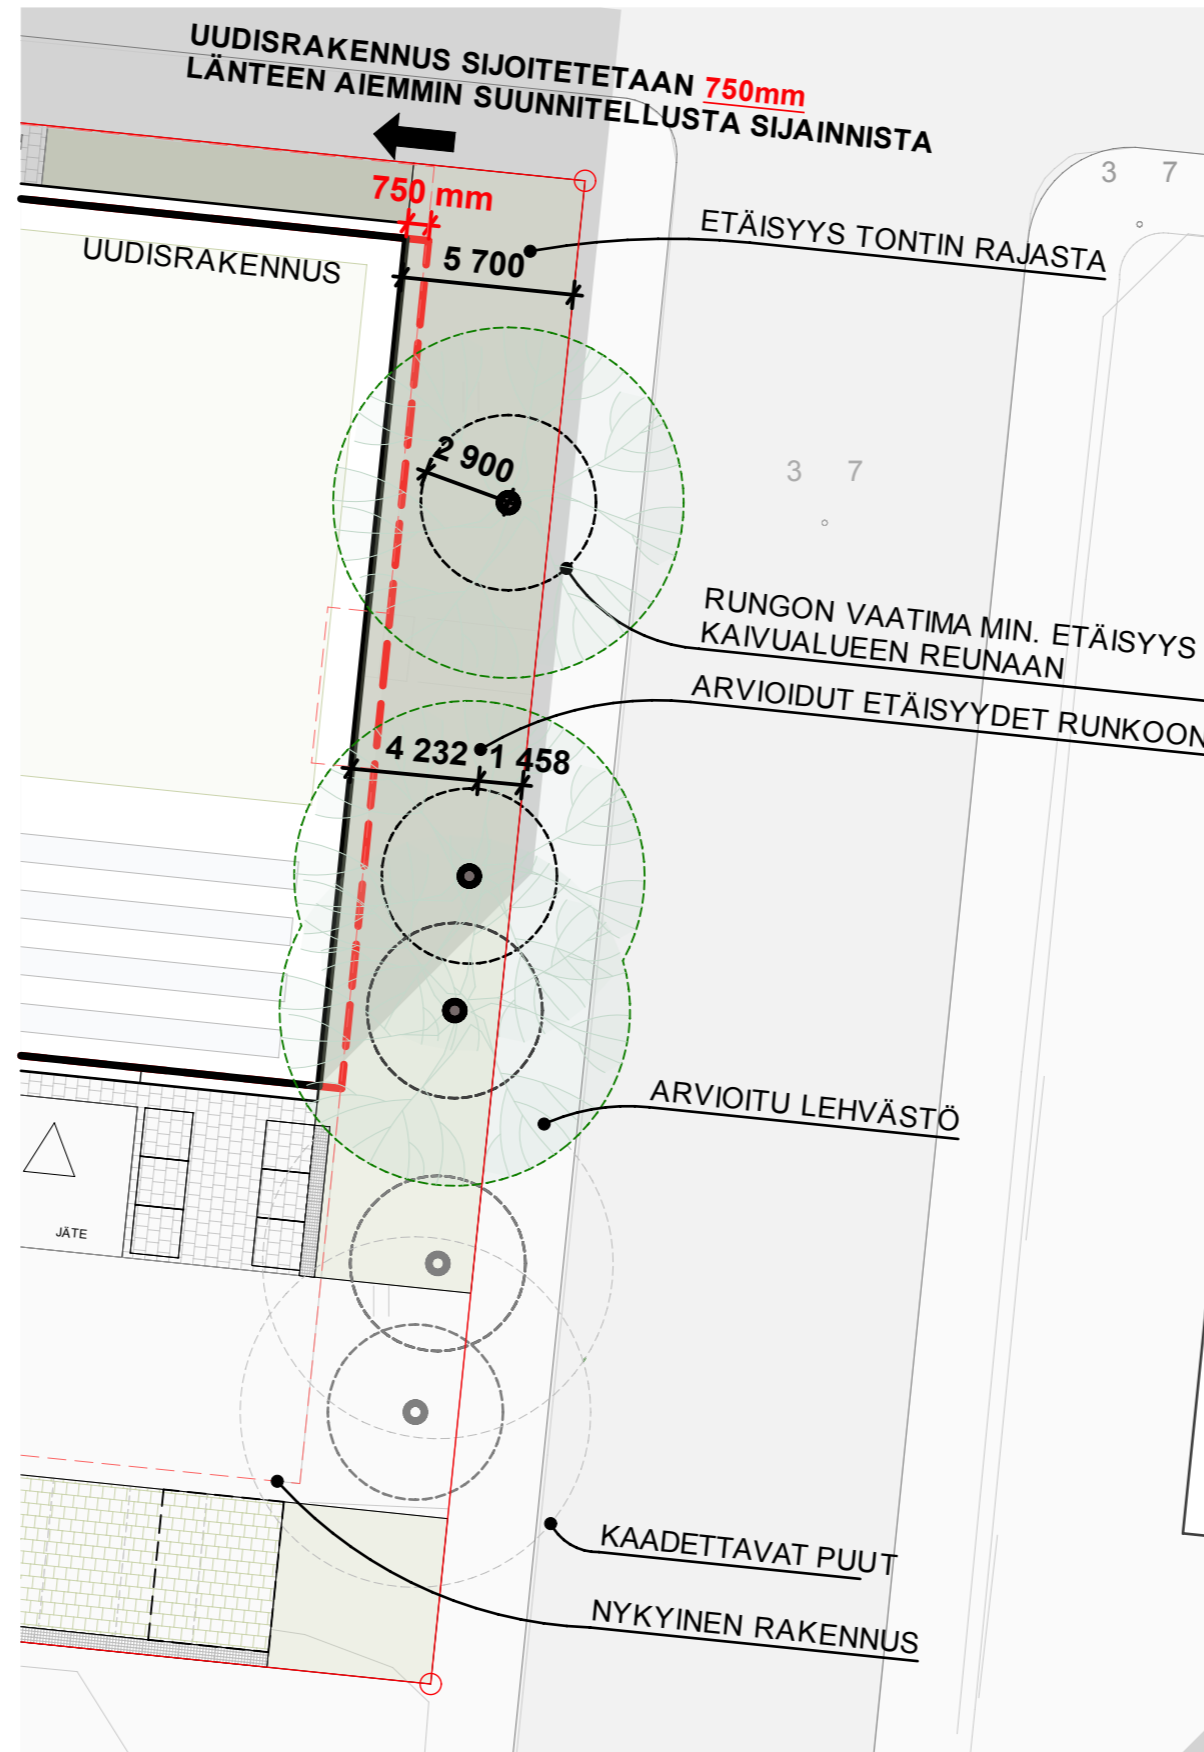 UUDISRAKENNUS SIJOITETETAAN 750mm
LÄNTEEN AIEMMIN SUUNNITELLUSTA SIJAINNISTA
750 mm
UUDISRAKENNUS
5 700
ETÄISYYS TONTIN RAJASTA
3 7
2 900
3 7
RUNGON VAATIMA MIN. ETÄISYYS
KAIVUALUEEN REUNAAN
ARVIOIDUT ETÄISYYDET RUNKOON
4 232
1 458
ARVIOITU LEHVÄSTÖ
JÄTE
KAADETTAVAT PUUT
NYKYINEN RAKENNUS